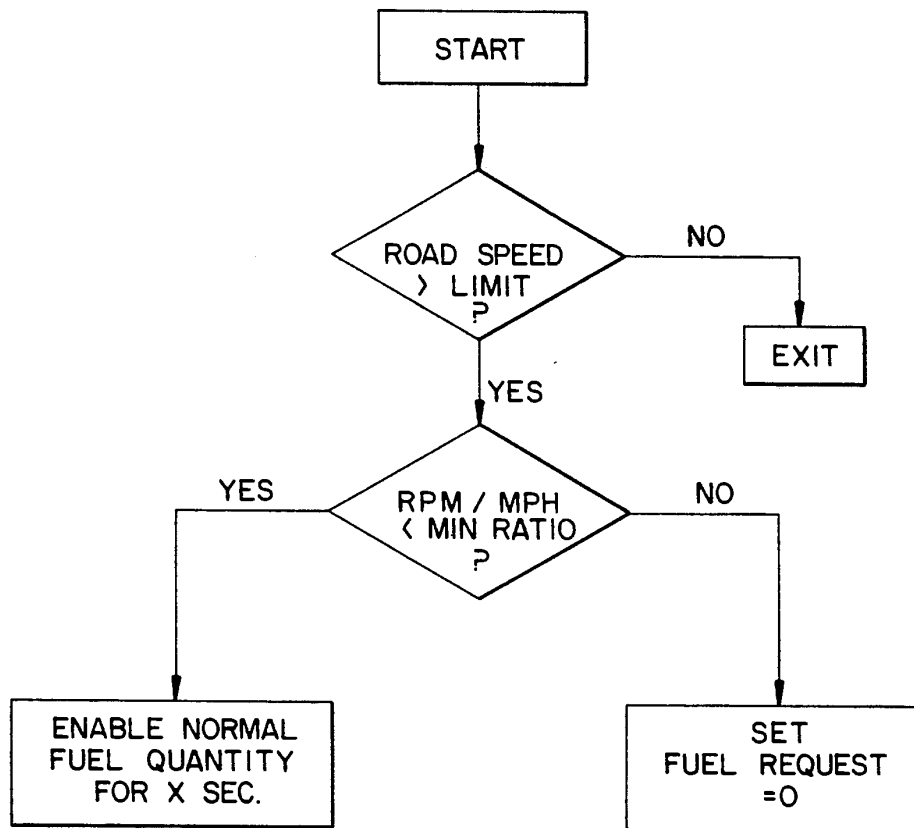 START
ROAD SPEED
> LIMIT
?
NO
EXIT
YES
RPM / MPH
< MIN RATIO
?
YES
NO
ENABLE NORMAL
FUEL QUANTITY
FOR X SEC.
SET
FUEL REQUEST
=0